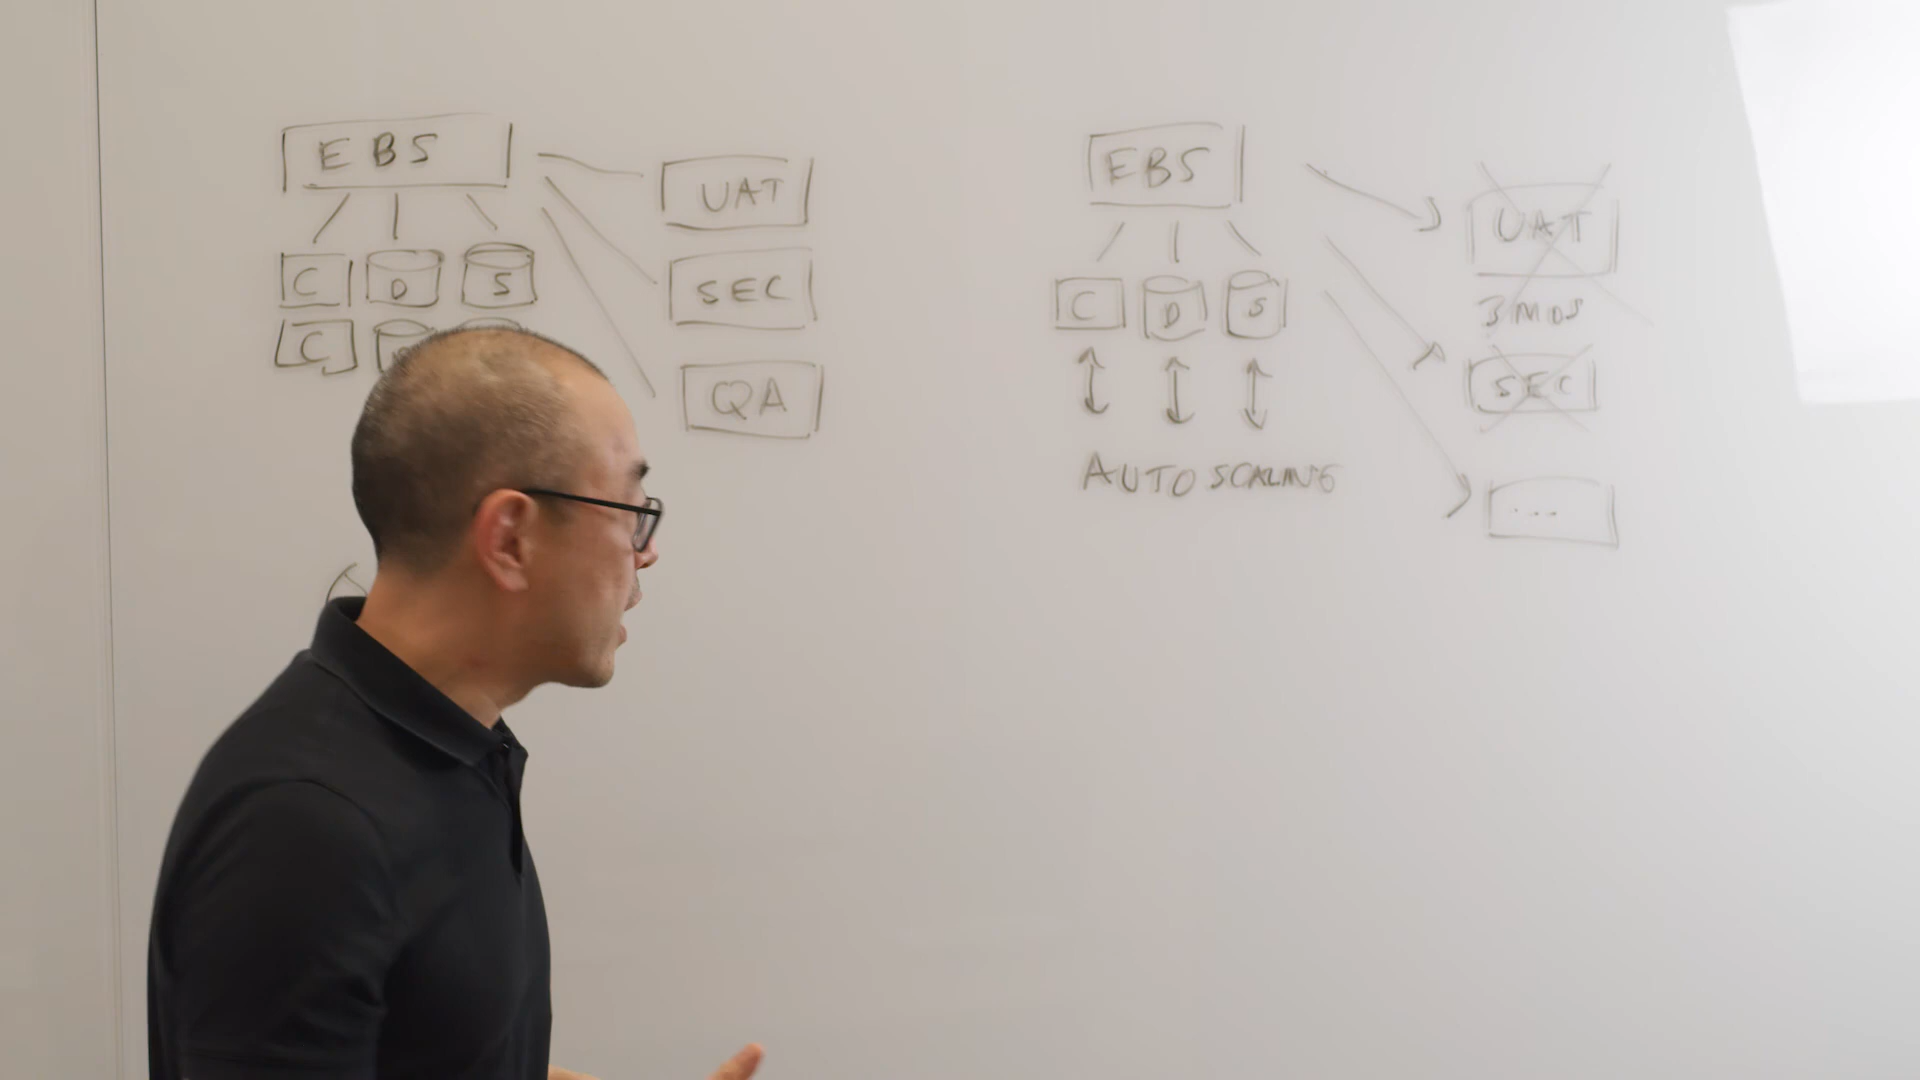 EBS
UAT
C D S
SEC
C
QA
EBS
UAT
C D S
3 MOS
SEC
AUTO SCALING
...